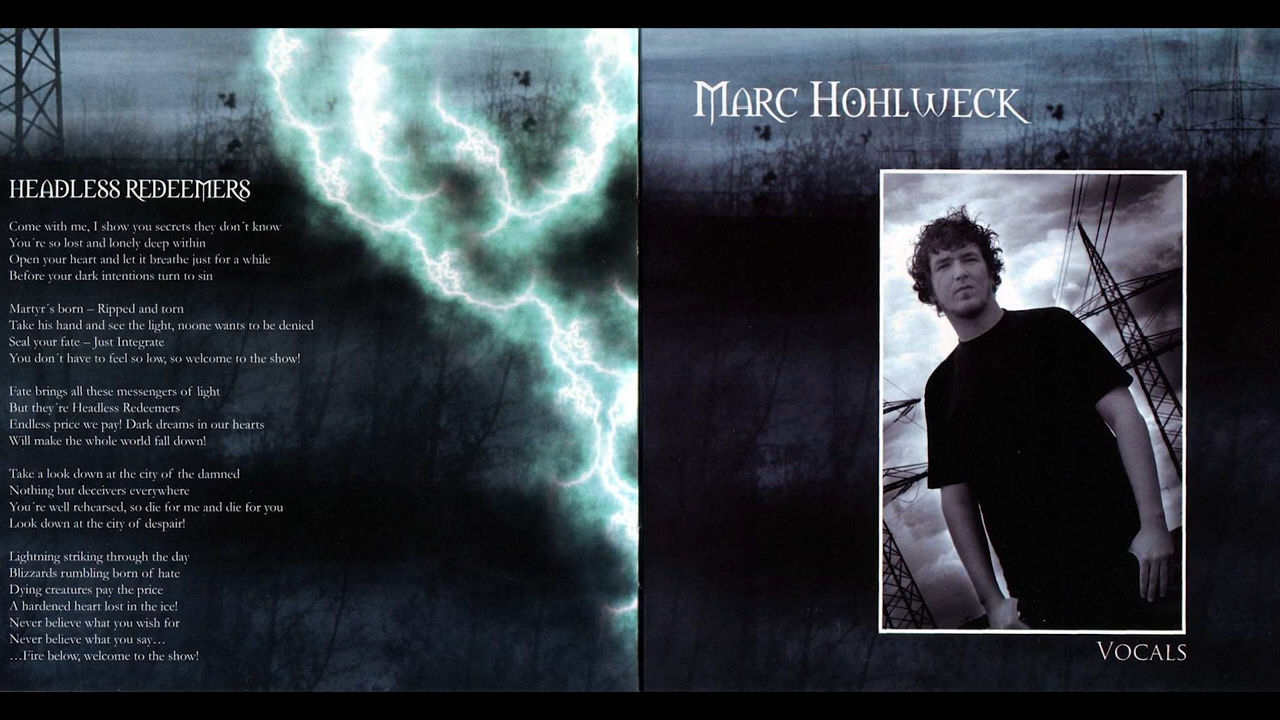 HEADLESS REDEEMERS
Come with me, I show you secrets they don´t know
You´re so lost and lonely deep within
Open your heart and let it breathe just for a while
Before your dark intentions turn to sin
Martyr´s born – Ripped and torn
Take his hand and see the light, noone wants to be denied
Seal your fate – Just Integrate
You don´t have to feel so low, so welcome to the show!
Fate brings all these messengers of light
But they´re Headless Redeemers
Endless price we pay! Dark dreams in our hearts
Will make the whole world fall down!
Take a look down at the city of the damned
Nothing but deceivers everywhere
You´re well rehearsed, so die for me and die for you
Look down at the city of despair!
Lightning striking through the day
Blizzards rumbling born of hate
Dying creatures pay the price
A hardened heart lost in the ice!
Never believe what you wish for
Never believe what you say…
…Fire below, welcome to the show!
MARC HOHLWECK
VOCALS